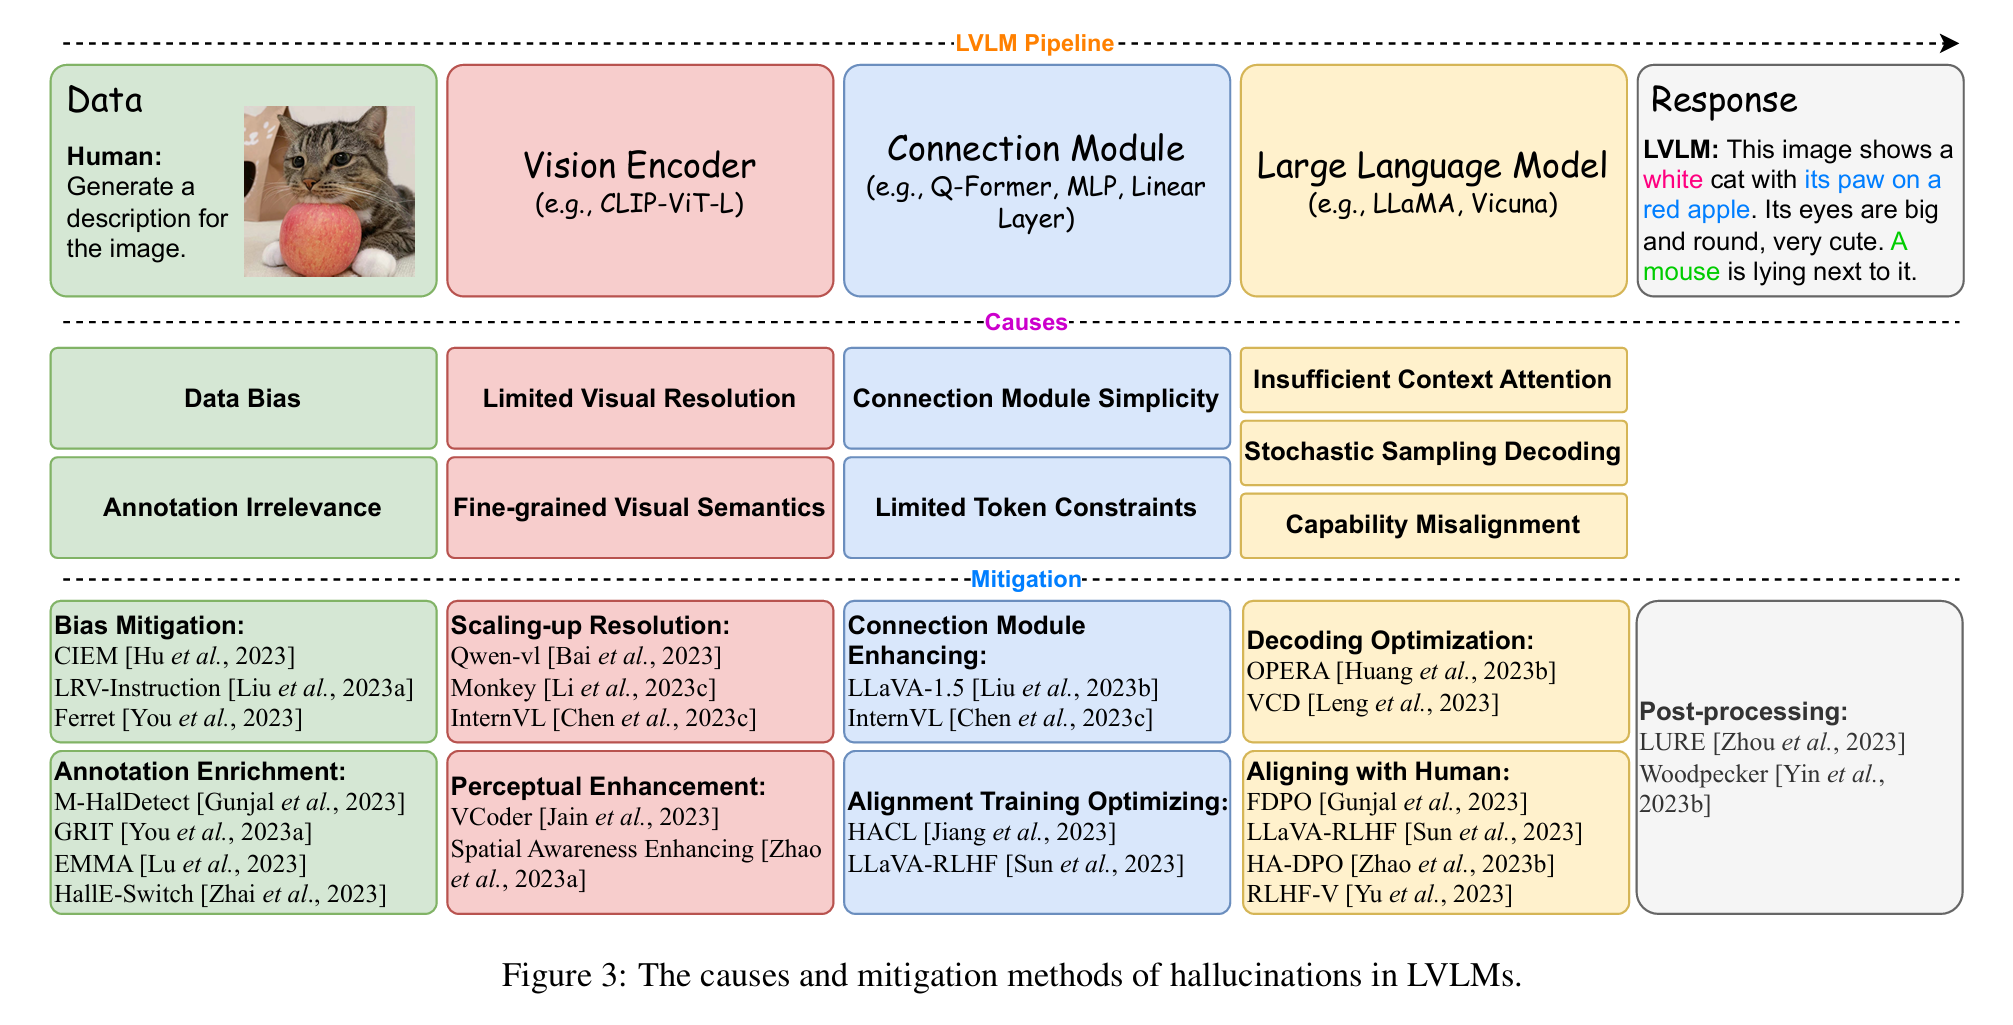 LVLM Pipeline
Data
Human:
Generate a
description for
the image.
Vision Encoder
(e.g., CLIP-ViT-L)
Connection Module
(e.g., Q-Former, MLP, Linear
Layer)
Large Language Model
(e.g., LLaMA, Vicuna)
Response
LVLM: This image shows a
white cat with its paw on a
red apple. Its eyes are big
and round, very cute. A
mouse is lying next to it.
Causes
Data Bias
Annotation Irrelevance
Limited Visual Resolution
Fine-grained Visual Semantics
Connection Module Simplicity
Limited Token Constraints
Insufficient Context Attention
Stochastic Sampling Decoding
Capability Misalignment
Mitigation
Bias Mitigation:
CIEM [Hu et al., 2023]
LRV-Instruction [Liu et al., 2023a]
Ferret [You et al., 2023]
Annotation Enrichment:
M-HalDetect [Gunjal et al., 2023]
GRIT [You et al., 2023a]
EMMA [Lu et al., 2023]
HallE-Switch [Zhai et al., 2023]
Scaling-up Resolution:
Qwen-vl [Bai et al., 2023]
Monkey [Li et al., 2023c]
InternVL [Chen et al., 2023c]
Perceptual Enhancement:
VCoder [Jain et al., 2023]
Spatial Awareness Enhancing [Zhao
et al., 2023a]
Connection Module
Enhancing:
LLaVA-1.5 [Liu et al., 2023b]
InternVL [Chen et al., 2023c]
Alignment Training Optimizing:
HACL [Jiang et al., 2023]
LLaVA-RLHF [Sun et al., 2023]
Decoding Optimization:
OPERA [Huang et al., 2023b]
VCD [Leng et al., 2023]
Aligning with Human:
FDPO [Gunjal et al., 2023]
LLaVA-RLHF [Sun et al., 2023]
HA-DPO [Zhao et al., 2023b]
RLHF-V [Yu et al., 2023]
Post-processing:
LURE [Zhou et al., 2023]
Woodpecker [Yin et al.,
2023b]
Figure 3: The causes and mitigation methods of hallucinations in LVLMs.